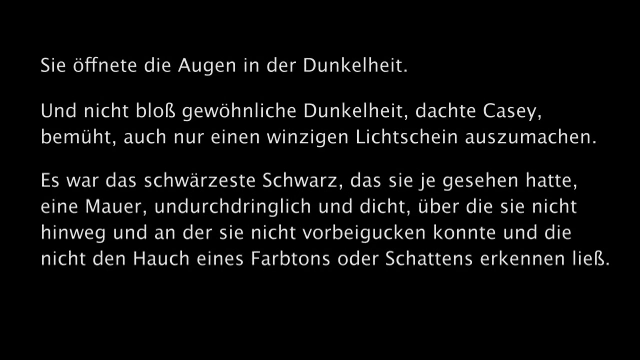 Sie öffnete die Augen in der Dunkelheit.
Und nicht bloß gewöhnliche Dunkelheit, dachte Casey,
bemüht, auch nur einen winzigen Lichtschein auszumachen.
Es war das schwärzeste Schwarz, das sie je gesehen hatte,
eine Mauer, undurchdringlich und dicht, über die sie nicht
hinweg und an der sie nicht vorbeigucken konnte und die
nicht den Hauch eines Farbtons oder Schattens erkennen ließ.